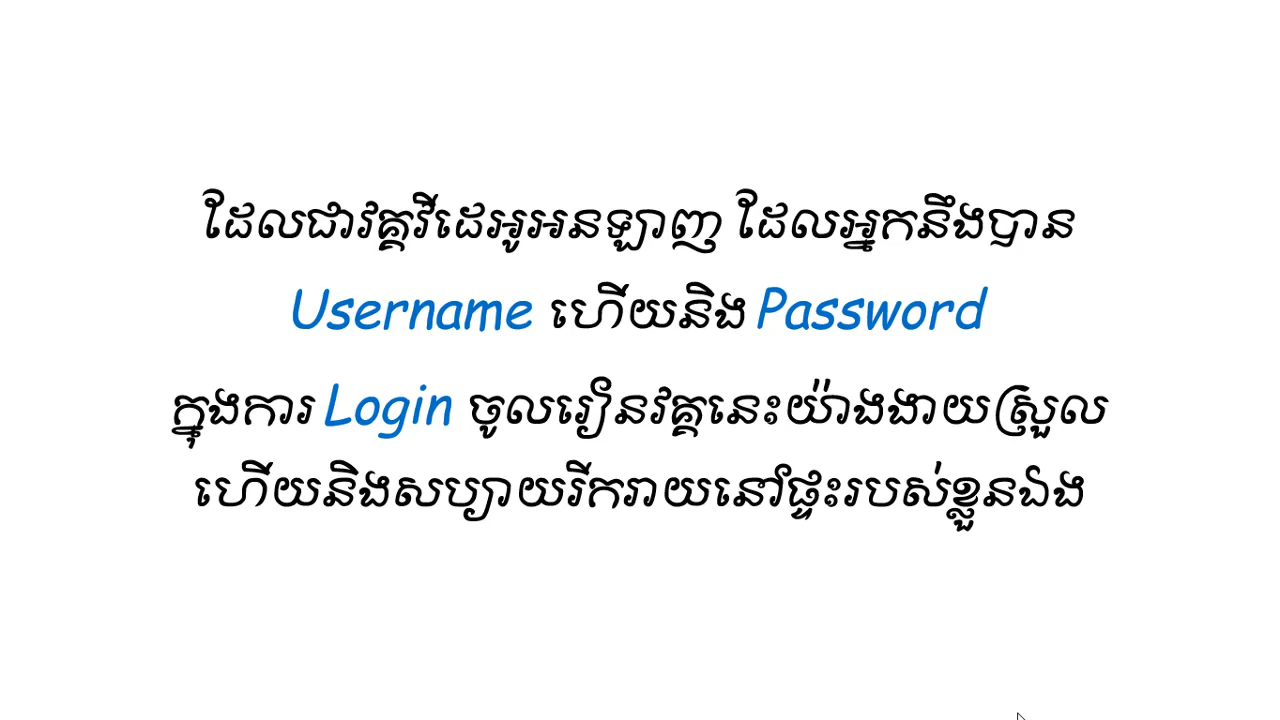 ដែលជាវគ្គវីដេអូអនឡាញ ដែលអ្នកនឹងបាន
Username ហើយនិង Password
ក្នុងការ Login ចូលរៀនវគ្គនេះយ៉ាងងាយស្រួល
ហើយនិងសប្យាយរីករាយនៅផ្ទះរបស់ខ្លួនឯង